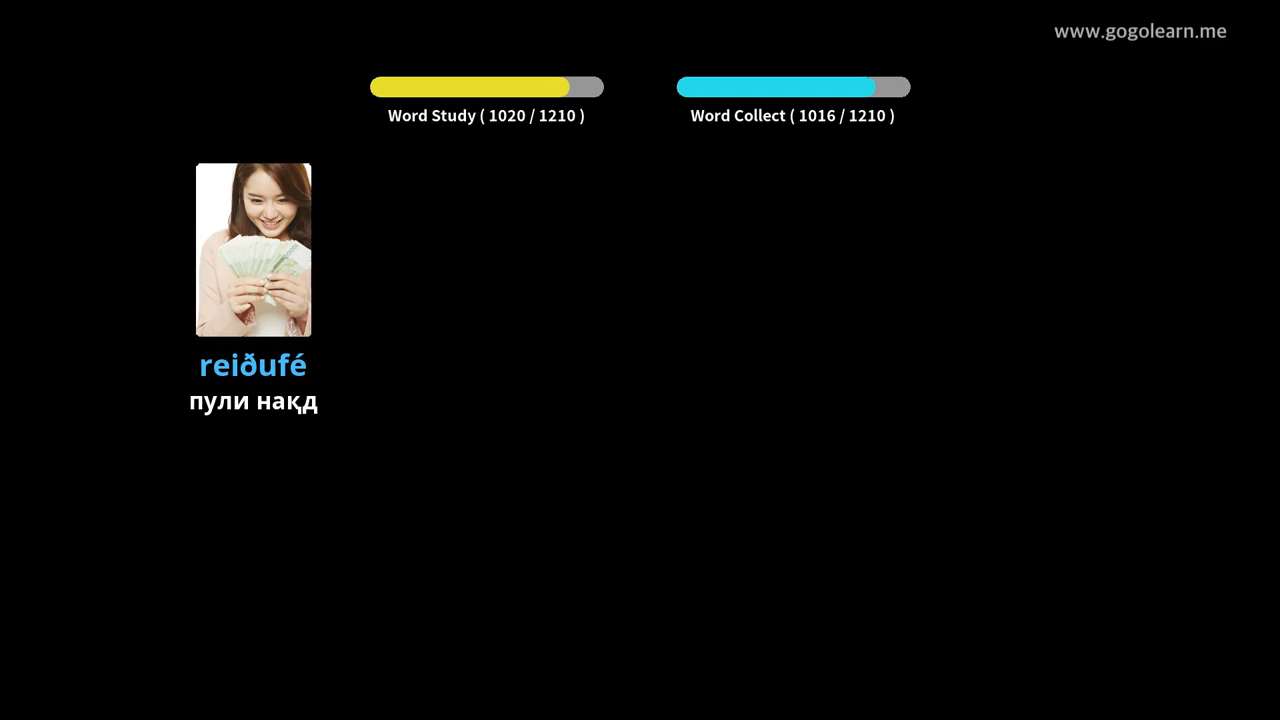 www.gogolearn.me
Word Study ( 1020 / 1210 )
Word Collect ( 1016 / 1210 )
reiðufé
пули нақд